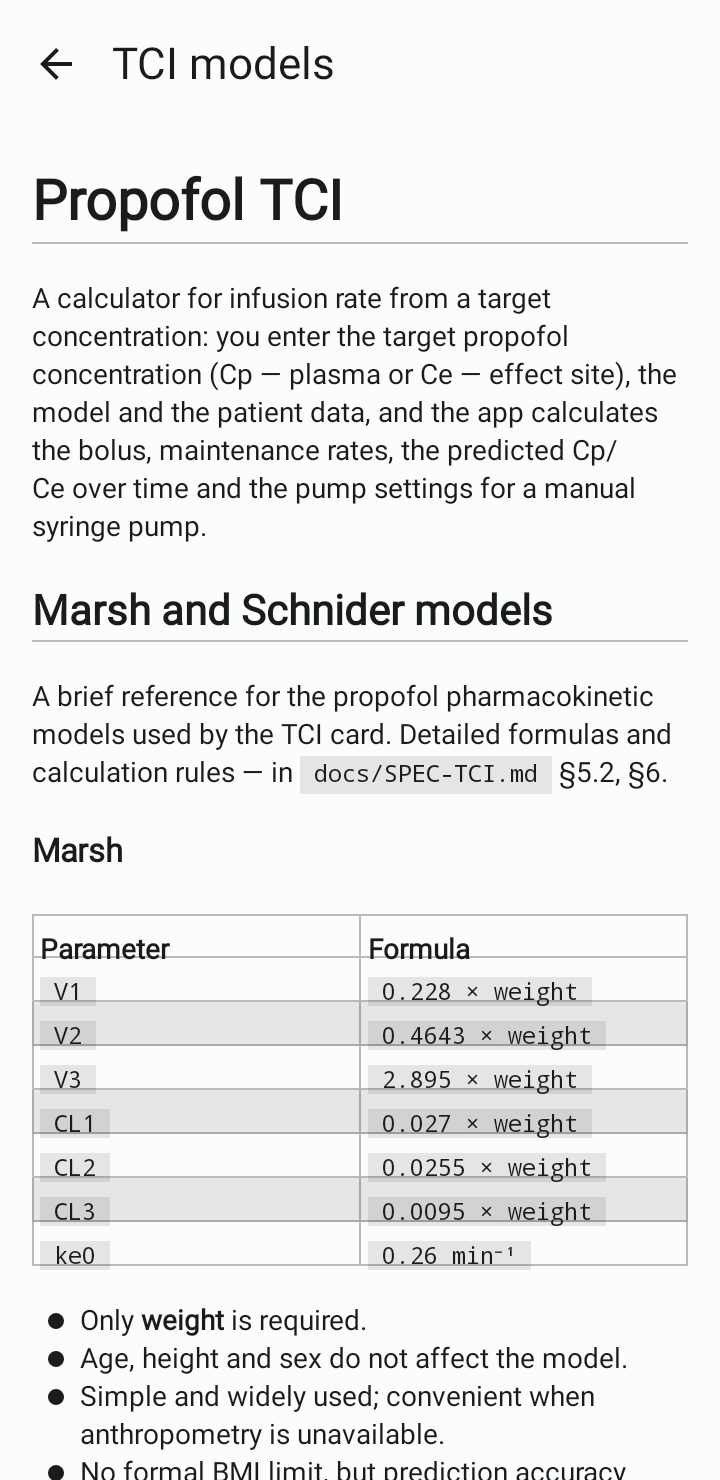 TCI models
Propofol TCI
A calculator for infusion rate from a target
concentration: you enter the target propofol
concentration (Cp — plasma or Ce — effect site), the
model and the patient data, and the app calculates
the bolus, maintenance rates, the predicted Cp/
Ce over time and the pump settings for a manual
syringe pump.
Marsh and Schnider models
A brief reference for the propofol pharmacokinetic
models used by the TCI card. Detailed formulas and
calculation rules — in docs/SPEC-TCI.md §5.2, §6.
Marsh
Parameter Formula
V1 0.228 × weight
V2 0.4643 × weight
V3 2.895 × weight
CL1 0.027 × weight
CL2 0.0255 × weight
CL3 0.0095 × weight
ke0 0.26 min⁻¹
● Only weight is required.
● Age, height and sex do not affect the model.
● Simple and widely used; convenient when
anthropometry is unavailable.
● No formal BMI limit, but prediction accuracy